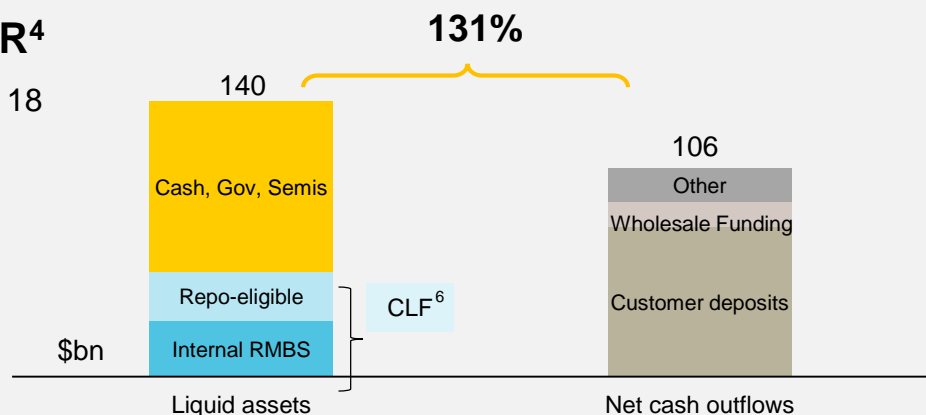 R4
131%
18
140
106
Cash, Gov, Semis
Other
Wholesale Funding
Repo-eligible
CLF6
Customer deposits
$bn
Internal RMBS
Liquid assets
Net cash outflows